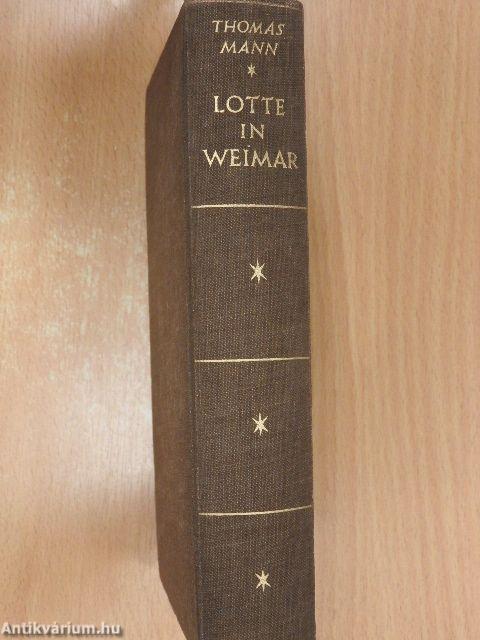 THOMAS
MANN
LOTTE
IN
WEIMAR
Antikvárium.hu